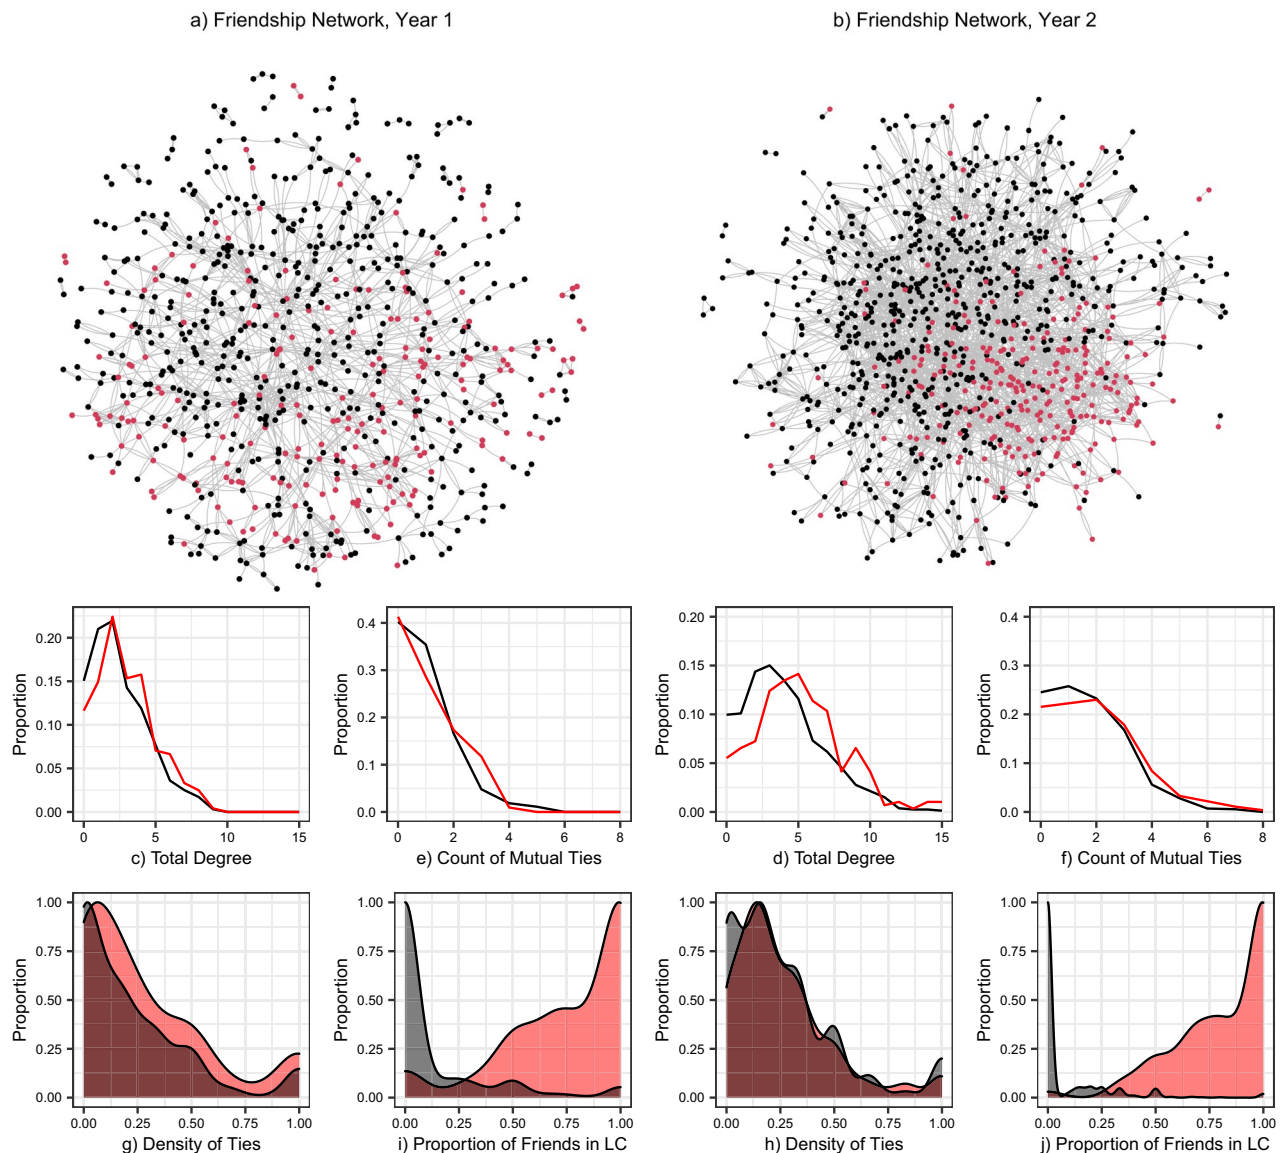 a) Friendship Network, Year 1
b) Friendship Network, Year 2
Proportion
0.20
0.15
0.10
0.05
0.00
0 5 10 15
c) Total Degree
Proportion
0.4
0.3
0.2
0.1
0.0
0 2 4 6 8
e) Count of Mutual Ties
Proportion
0.20
0.15
0.10
0.05
0.00
0 5 10 15
d) Total Degree
Proportion
0.4
0.3
0.2
0.1
0.0
0 2 4 6 8
f) Count of Mutual Ties
Proportion
1.00
0.75
0.50
0.25
0.00
0.00 0.25 0.50 0.75 1.00
g) Density of Ties
Proportion
1.00
0.75
0.50
0.25
0.00
0.00 0.25 0.50 0.75 1.00
i) Proportion of Friends in LC
Proportion
1.00
0.75
0.50
0.25
0.00
0.00 0.25 0.50 0.75 1.00
h) Density of Ties
Proportion
1.00
0.75
0.50
0.25
0.00
0.00 0.25 0.50 0.75 1.00
j) Proportion of Friends in LC